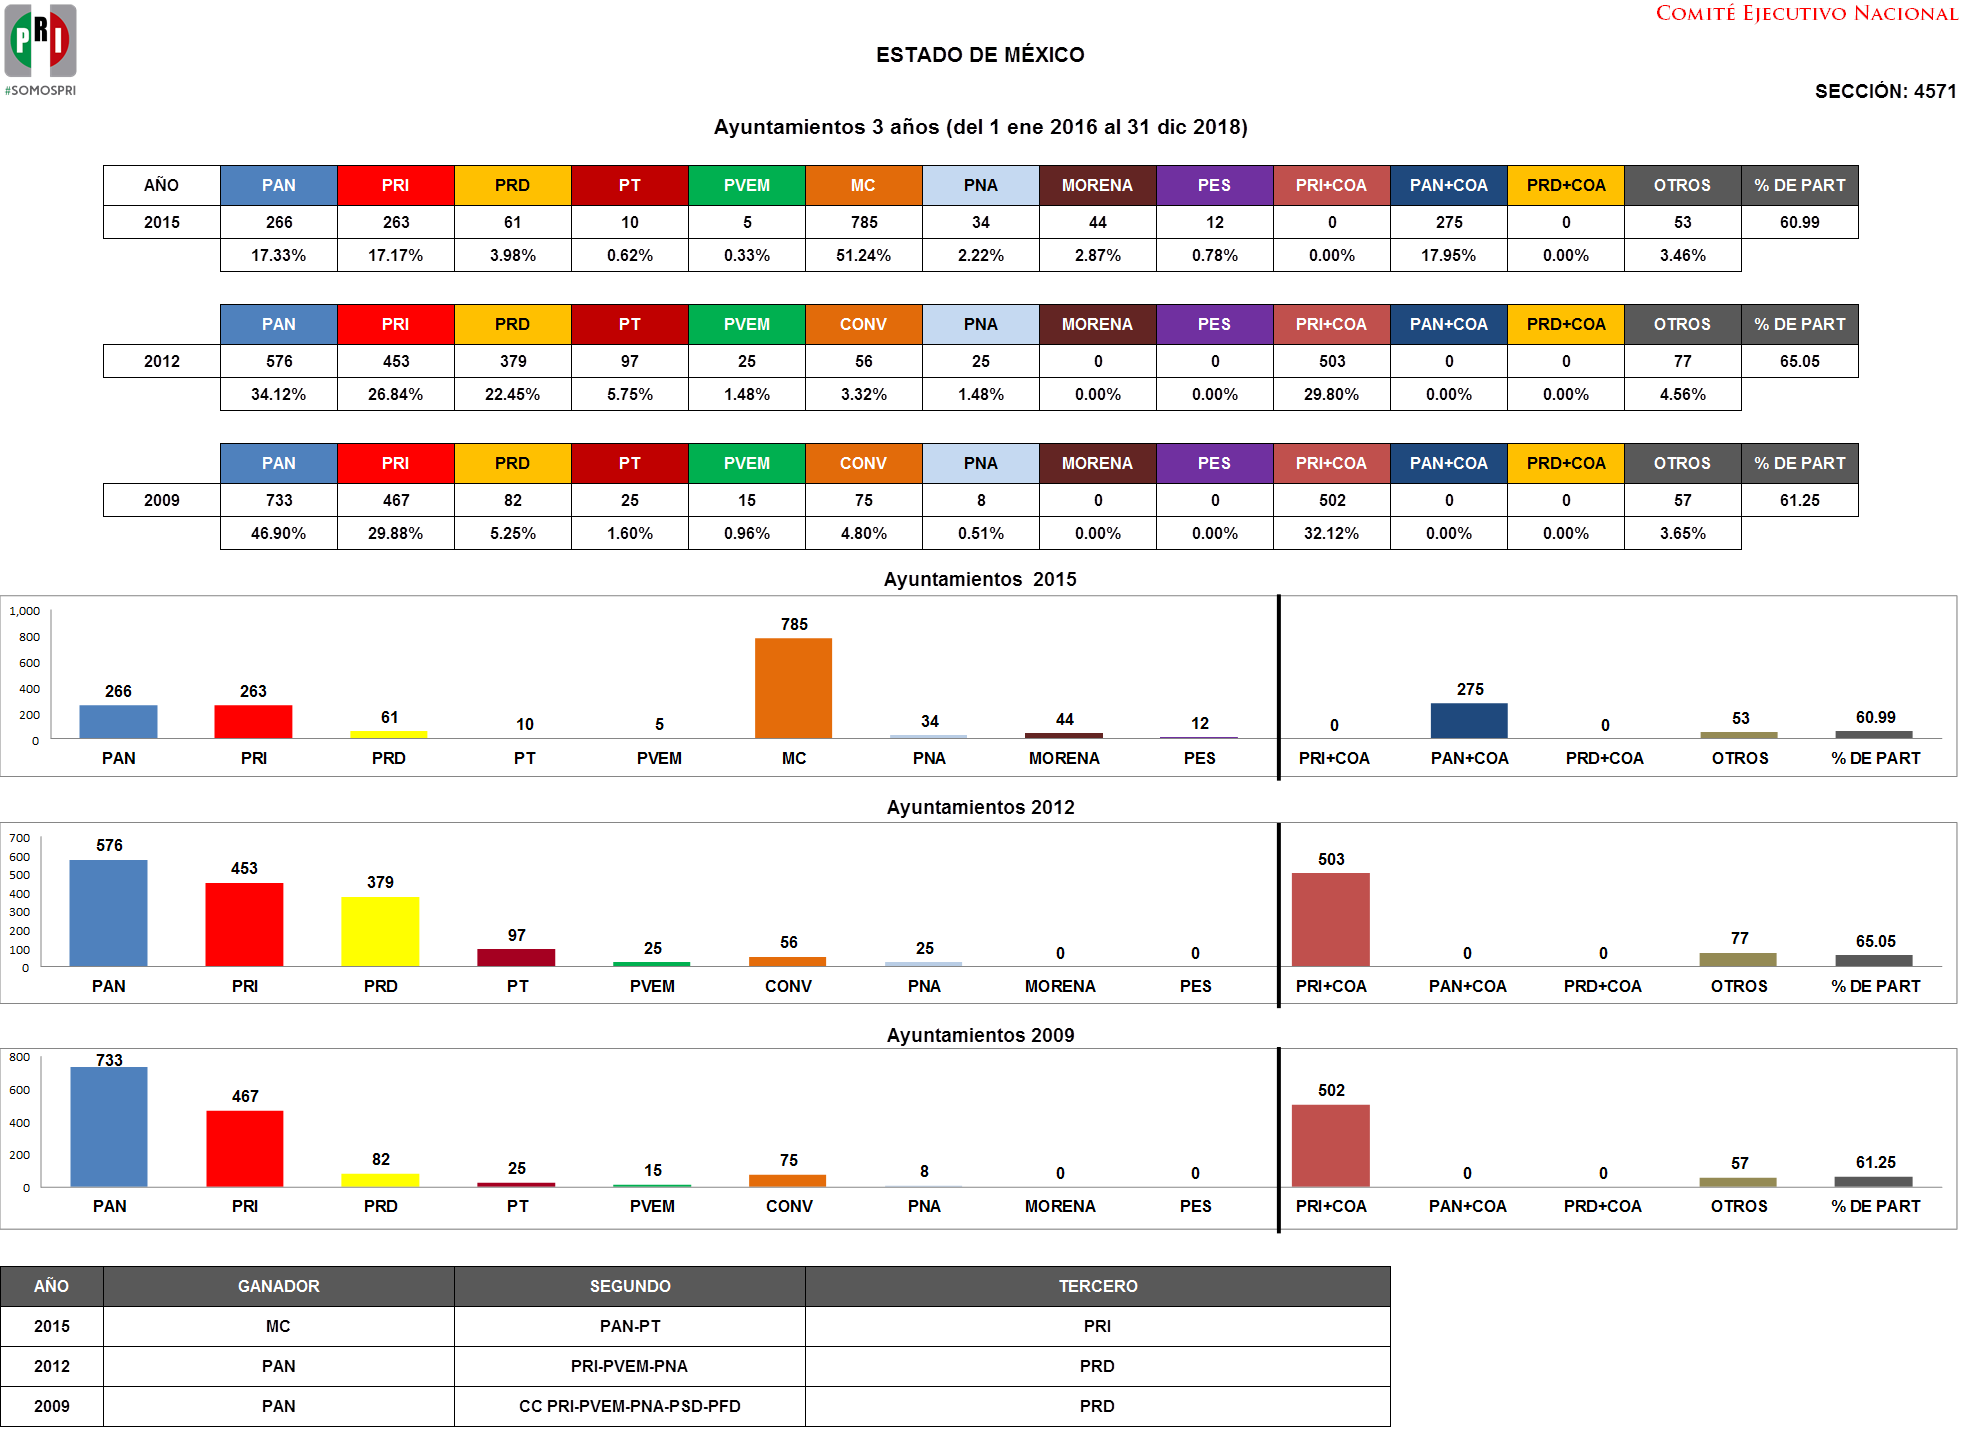 PRI
#SOMOSPRI
COMITÉ EJECUTIVO NACIONAL
ESTADO DE MÉXICO
SECCIÓN: 4571
Ayuntamientos 3 años (del 1 ene 2016 al 31 dic 2018)
AÑO PAN PRI PRD PT PVEM MC PNA MORENA PES PRI+COA PAN+COA PRD+COA OTROS % DE PART
2015 266 263 61 10 5 785 34 44 12 0 275 0 53 60.99
17.33% 17.17% 3.98% 0.62% 0.33% 51.24% 2.22% 2.87% 0.78% 0.00% 17.95% 0.00% 3.46%
PAN PRI PRD PT PVEM CONV PNA MORENA PES PRI+COA PAN+COA PRD+COA OTROS % DE PART
2012 576 453 379 97 25 56 25 0 0 503 0 0 77 65.05
34.12% 26.84% 22.45% 5.75% 1.48% 3.32% 1.48% 0.00% 0.00% 29.80% 0.00% 0.00% 4.56%
PAN PRI PRD PT PVEM CONV PNA MORENA PES PRI+COA PAN+COA PRD+COA OTROS % DE PART
2009 733 467 82 25 15 75 8 0 0 502 0 0 57 61.25
46.90% 29.88% 5.25% 1.60% 0.96% 4.80% 0.51% 0.00% 0.00% 32.12% 0.00% 0.00% 3.65%
Ayuntamientos 2015
1,000
800
600
400
200
0
266 263 61 10 5 785 34 44 12 0 275 0 53 60.99
PAN PRI PRD PT PVEM MC PNA MORENA PES PRI+COA PAN+COA PRD+COA OTROS % DE PART
Ayuntamientos 2012
700
600
500
400
300
200
100
0
576 453 379 97 25 56 25 0 0 503 0 0 77 65.05
PAN PRI PRD PT PVEM CONV PNA MORENA PES PRI+COA PAN+COA PRD+COA OTROS % DE PART
Ayuntamientos 2009
800
600
400
200
0
733 467 82 25 15 75 8 0 0 502 0 0 57 61.25
PAN PRI PRD PT PVEM CONV PNA MORENA PES PRI+COA PAN+COA PRD+COA OTROS % DE PART
AÑO GANADOR SEGUNDO TERCERO
2015 MC PAN-PT PRI
2012 PAN PRI-PVEM-PNA PRD
2009 PAN CC PRI-PVEM-PNA-PSD-PFD PRD